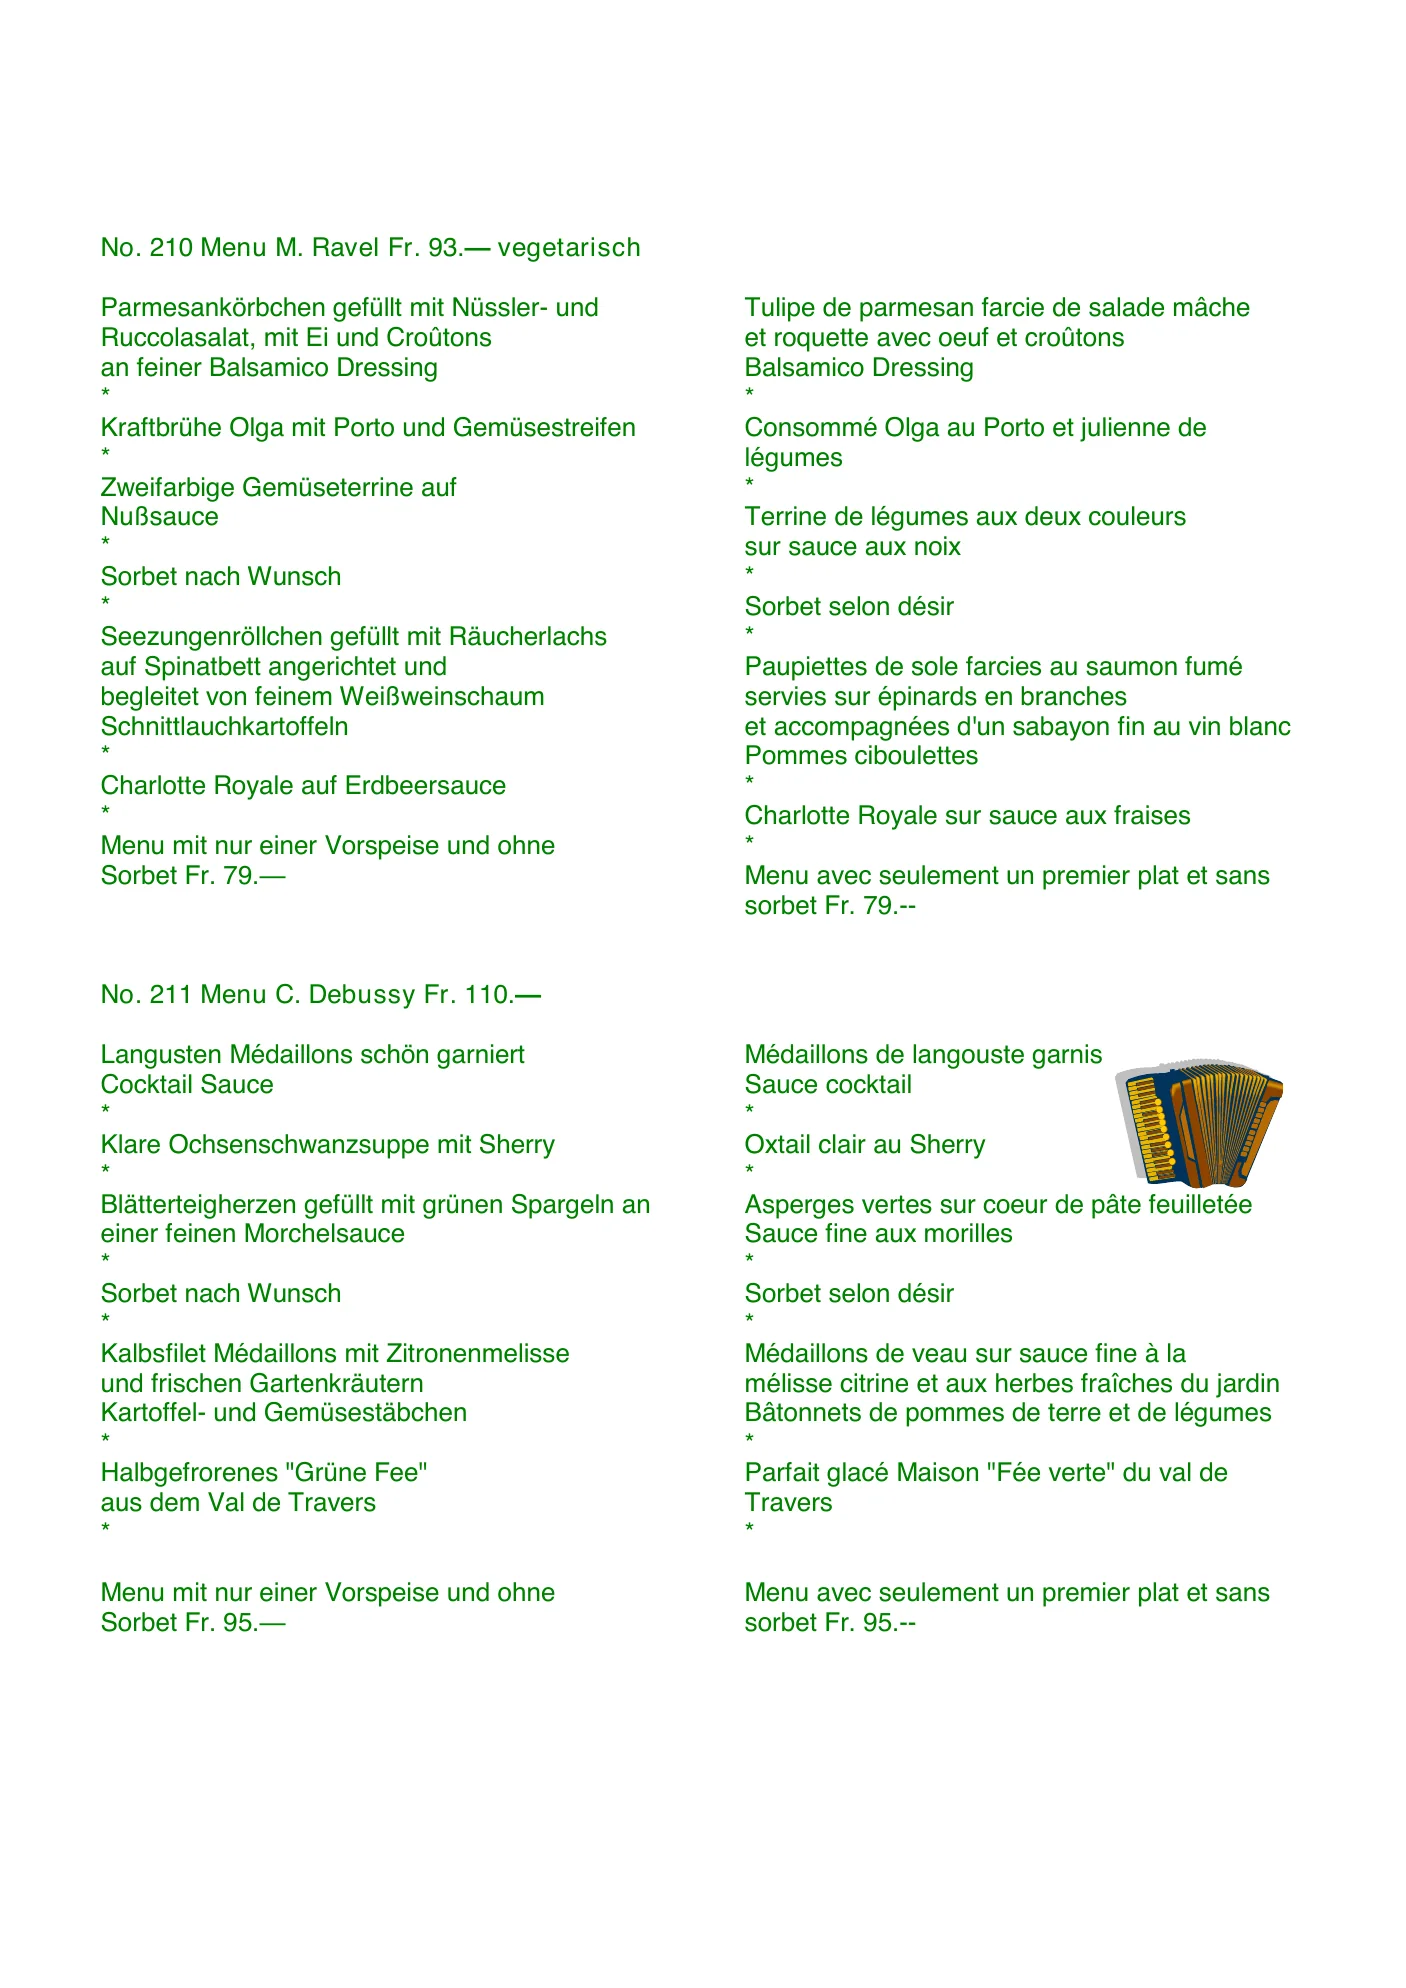 No. 210 Menu M. Ravel Fr. 93.— vegetarisch
Parmesankörbchen gefüllt mit Nüssler- und
Ruccolasalat, mit Ei und Croûtons
an feiner Balsamico Dressing
*
Kraftbrühe Olga mit Porto und Gemüsestreifen
*
Zweifarbige Gemüseterrine auf
Nußsauce
*
Sorbet nach Wunsch
*
Seezungenröllchen gefüllt mit Räucherlachs
auf Spinatbett angerichtet und
begleitet von feinem Weißweinschaum
Schnittlauchkartoffeln
*
Charlotte Royale auf Erdbeersauce
*
Menu mit nur einer Vorspeise und ohne
Sorbet Fr. 79.—
Tulipe de parmesan farcie de salade mâche
et roquette avec oeuf et croûtons
Balsamico Dressing
*
Consommé Olga au Porto et julienne de
légumes
*
Terrine de légumes aux deux couleurs
sur sauce aux noix
*
Sorbet selon désir
*
Paupiettes de sole farcies au saumon fumé
servies sur épinards en branches
et accompagnées d'un sabayon fin au vin blanc
Pommes ciboulettes
*
Charlotte Royale sur sauce aux fraises
*
Menu avec seulement un premier plat et sans
sorbet Fr. 79.--
No. 211 Menu C. Debussy Fr. 110.—
Langusten Médaillons schön garniert
Cocktail Sauce
*
Klare Ochsenschwanzsuppe mit Sherry
*
Blätterteigherzen gefüllt mit grünen Spargeln an
einer feinen Morchelsauce
*
Sorbet nach Wunsch
*
Kalbsfilet Médaillons mit Zitronenmelisse
und frischen Gartenkräutern
Kartoffel- und Gemüsestäbchen
*
Halbgefrorenes "Grüne Fee"
aus dem Val de Travers
*
Menu mit nur einer Vorspeise und ohne
Sorbet Fr. 95.—
Médaillons de langouste garnis
Sauce cocktail
*
Oxtail clair au Sherry
*
Asperges vertes sur coeur de pâte feuilletée
Sauce fine aux morilles
*
Sorbet selon désir
*
Médaillons de veau sur sauce fine à la
mélisse citrine et aux herbes fraîches du jardin
Bâtonnets de pommes de terre et de légumes
*
Parfait glacé Maison "Fée verte" du val de
Travers
*
Menu avec seulement un premier plat et sans
sorbet Fr. 95.--